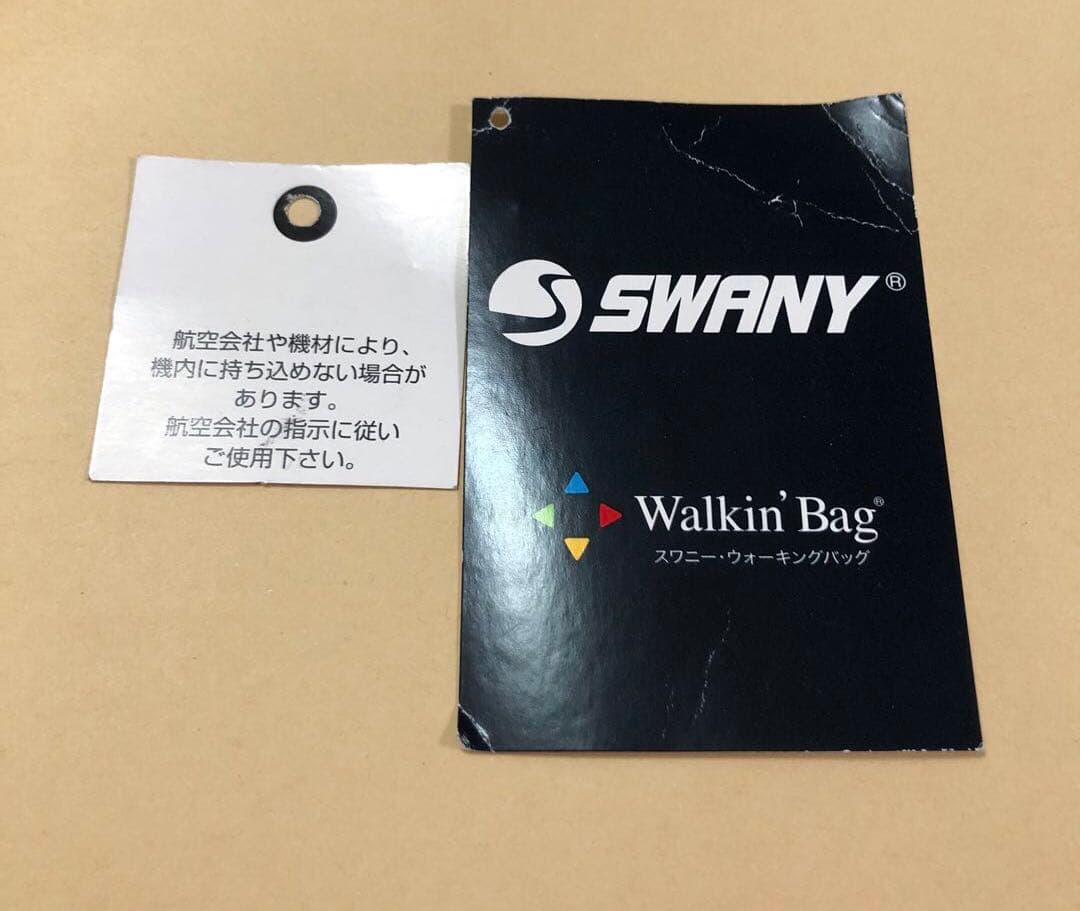 航空会社や機材により、
機内に持ち込めない場合が
あります。
航空会社の指示に従い
ご使用下さい。
SWANY®
Walkin' Bag®
スワニー・ウォーキングバッグ